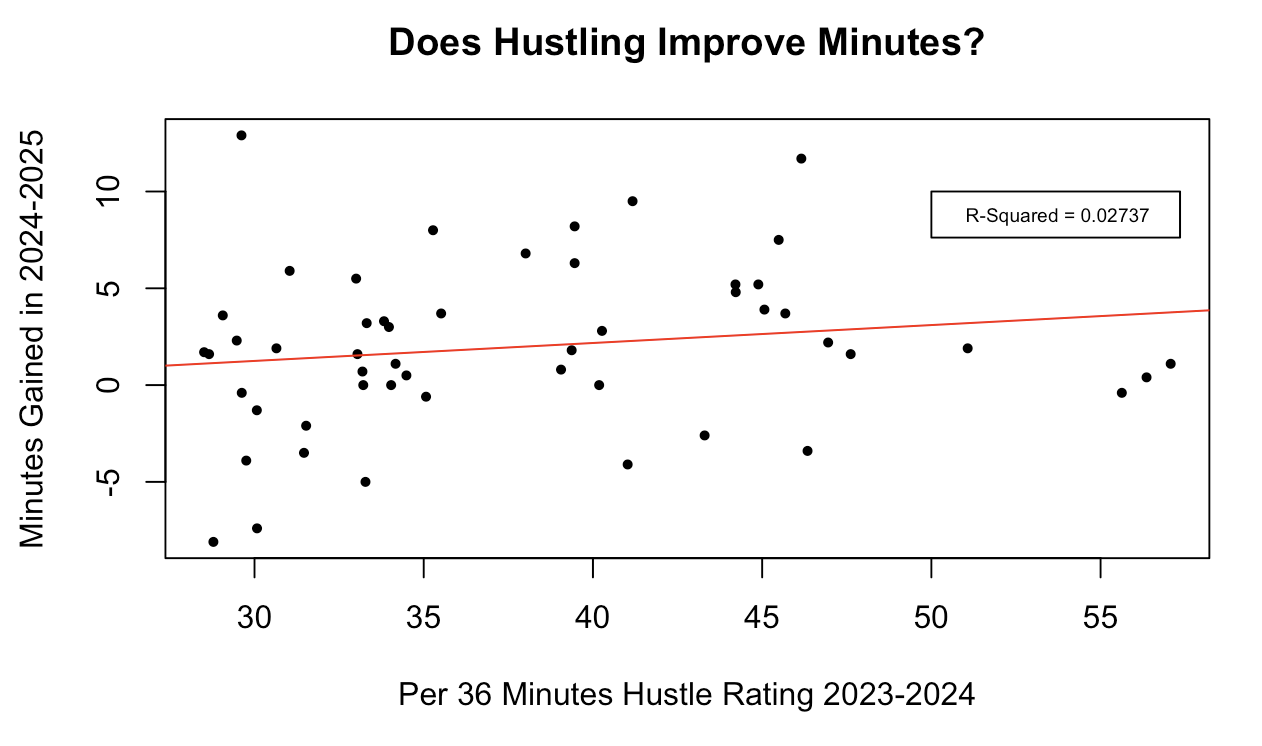 Does Hustling Improve Minutes?
Minutes Gained in 2024-2025
10
5
0
-5
R-Squared = 0.02737
30 35 40 45 50 55
Per 36 Minutes Hustle Rating 2023-2024